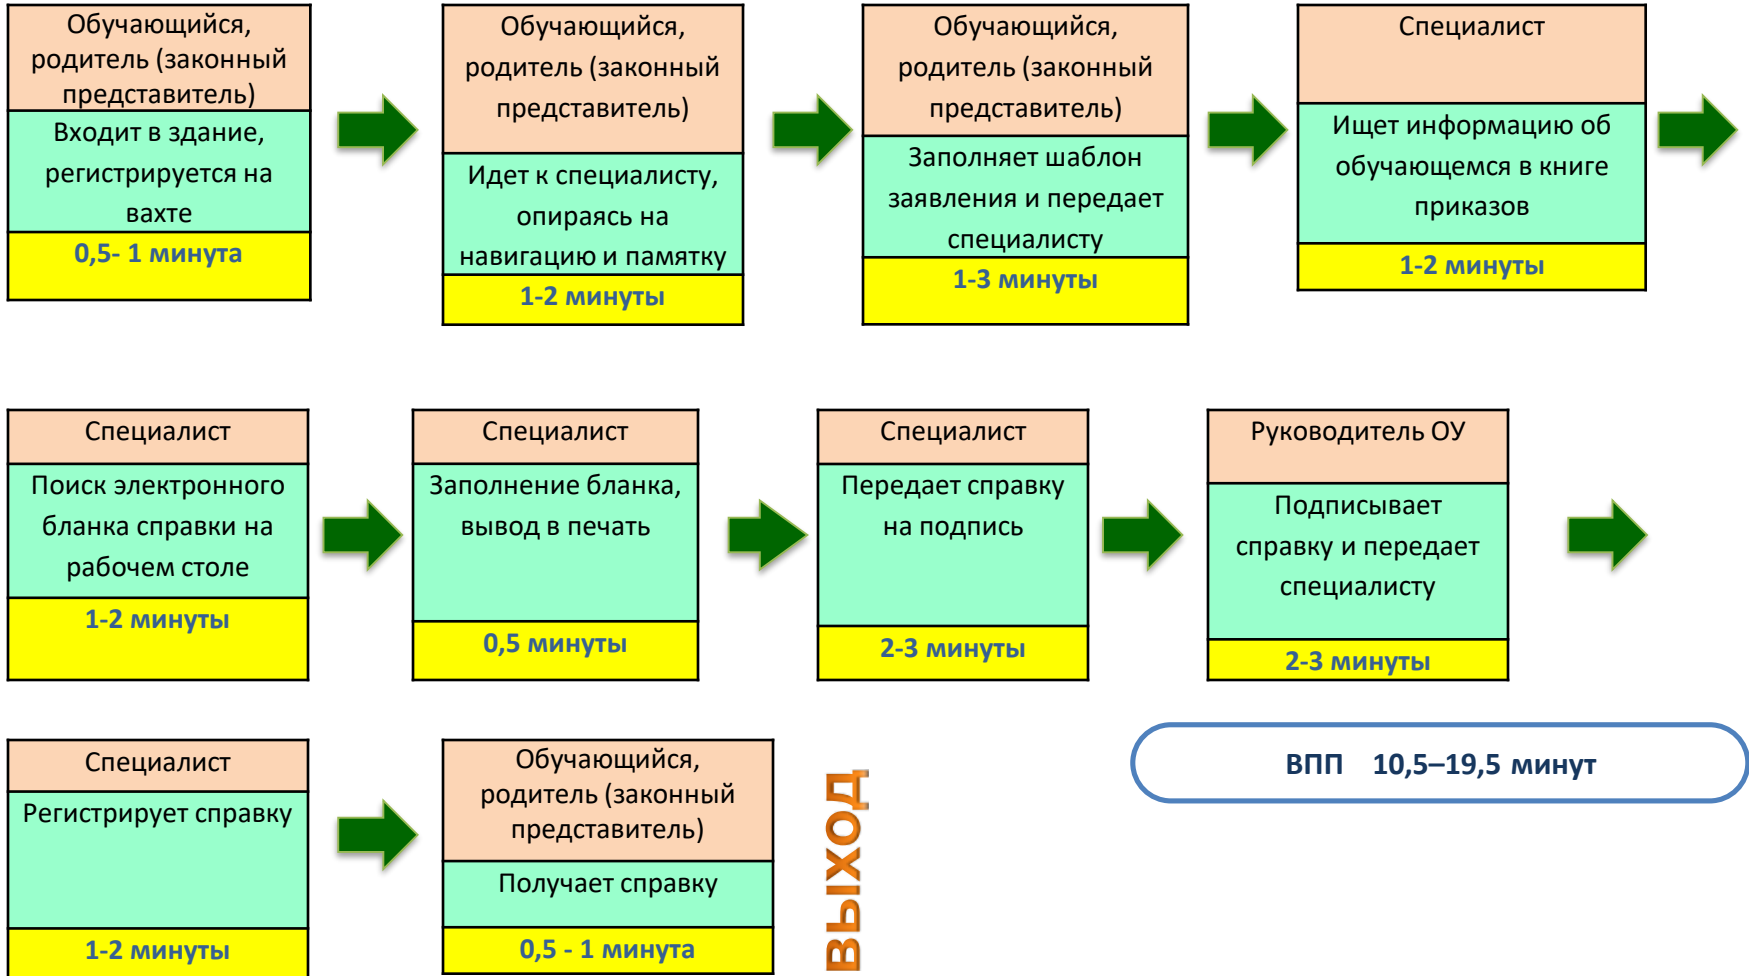 Обучающийся,
родитель (законный
представитель)
Входит в здание,
регистрируется на
вахте
0,5- 1 минута
Обучающийся,
родитель (законный
представитель)
Идет к специалисту,
опираясь на
навигацию и памятку
1-2 минуты
Обучающийся,
родитель (законный
представитель)
Заполняет шаблон
заявления и передает
специалисту
1-3 минуты
Специалист
Ищет информацию об
обучающемся в книге
приказов
1-2 минуты
Специалист
Поиск электронного
бланка справки на
рабочем столе
1-2 минуты
Специалист
Заполнение бланка,
вывод в печать
0,5 минуты
Специалист
Передает справку
на подпись
2-3 минуты
Руководитель ОУ
Подписывает
справку и передает
специалисту
2-3 минуты
Специалист
Регистрирует справку
1-2 минуты
Обучающийся,
родитель (законный
представитель)
Получает справку
0,5 - 1 минута
ВЫХОД
ВПП 10,5–19,5 минут